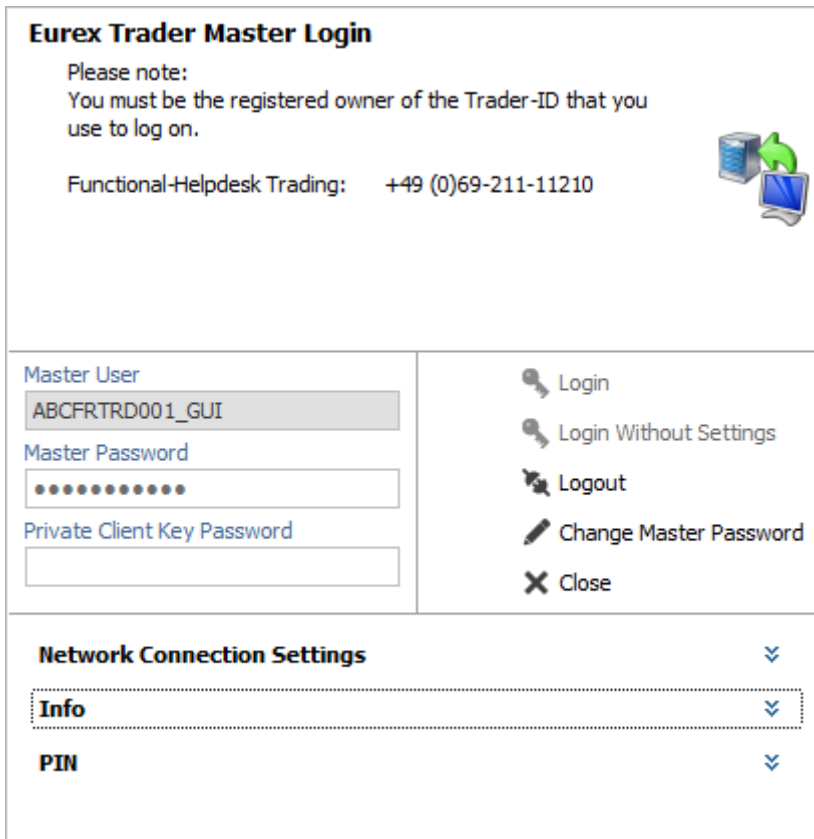 Eurex Trader Master Login
Please note:
You must be the registered owner of the Trader-ID that you
use to log on.
Functional-Helpdesk Trading: +49 (0)69-211-11210
Master User
ABCFRTRD001_GUI
Master Password
●●●●●●●●●●●
Private Client Key Password
Login
Login Without Settings
Logout
Change Master Password
Close
Network Connection Settings
Info
PIN